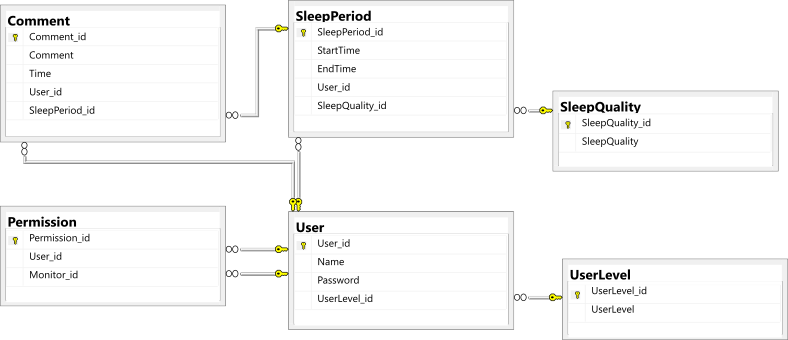 Comment
Comment_id
Comment
Time
User_id
SleepPeriod_id
SleepPeriod
SleepPeriod_id
StartTime
EndTime
User_id
SleepQuality_id
SleepQuality
SleepQuality_id
SleepQuality
Permission
Permission_id
User_id
Monitor_id
User
User_id
Name
Password
UserLevel_id
UserLevel
UserLevel_id
UserLevel